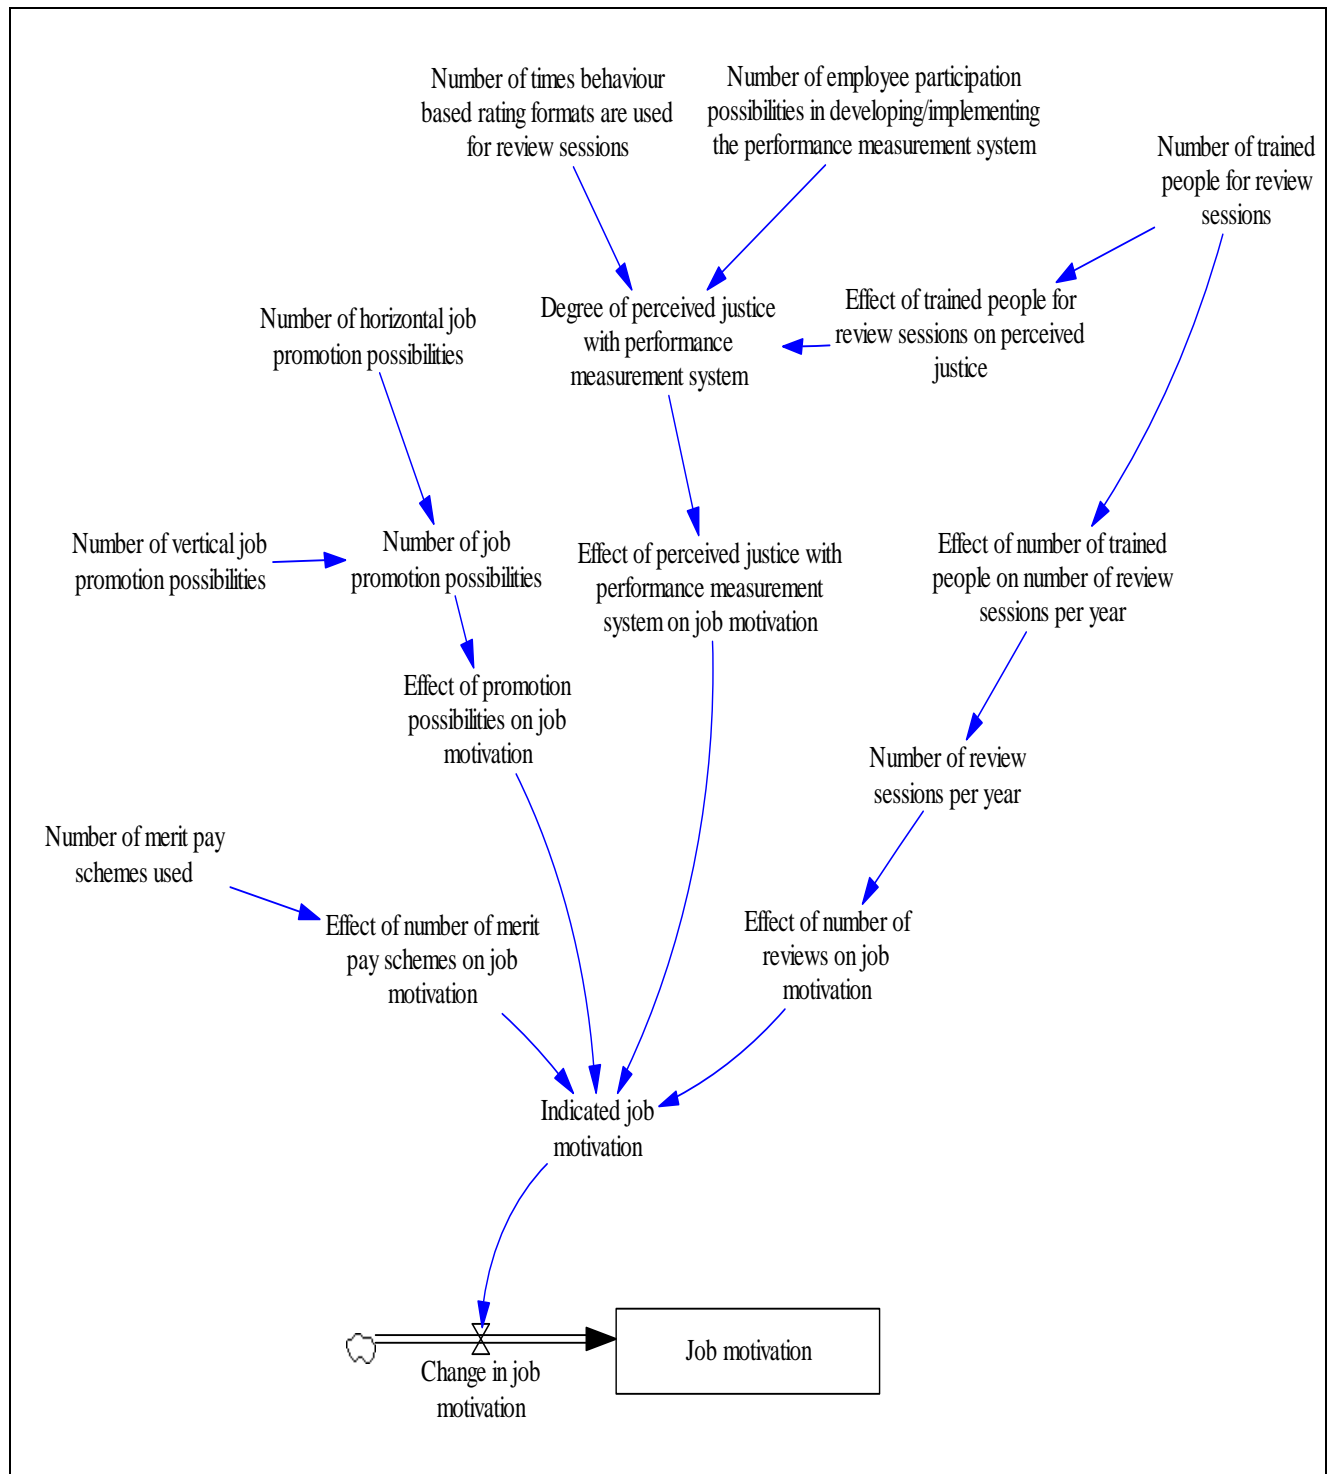 Number of times behaviour
based rating formats are used
for review sessions
Number of employee participation
possibilities in developing/implementing
the performance measurement system
Number of trained
people for review
sessions
Number of horizontal job
promotion possibilities
Degree of perceived justice
with performance
measurement system
Effect of trained people for
review sessions on perceived
justice
Number of vertical job
promotion possibilities
Number of job
promotion possibilities
Effect of perceived justice with
performance measurement
system on job motivation
Effect of number of trained
people on number of review
sessions per year
Effect of promotion
possibilities on job
motivation
Number of review
sessions per year
Number of merit pay
schemes used
Effect of number of merit
pay schemes on job
motivation
Effect of number of
reviews on job
motivation
Indicated job
motivation
Change in job
motivation
Job motivation